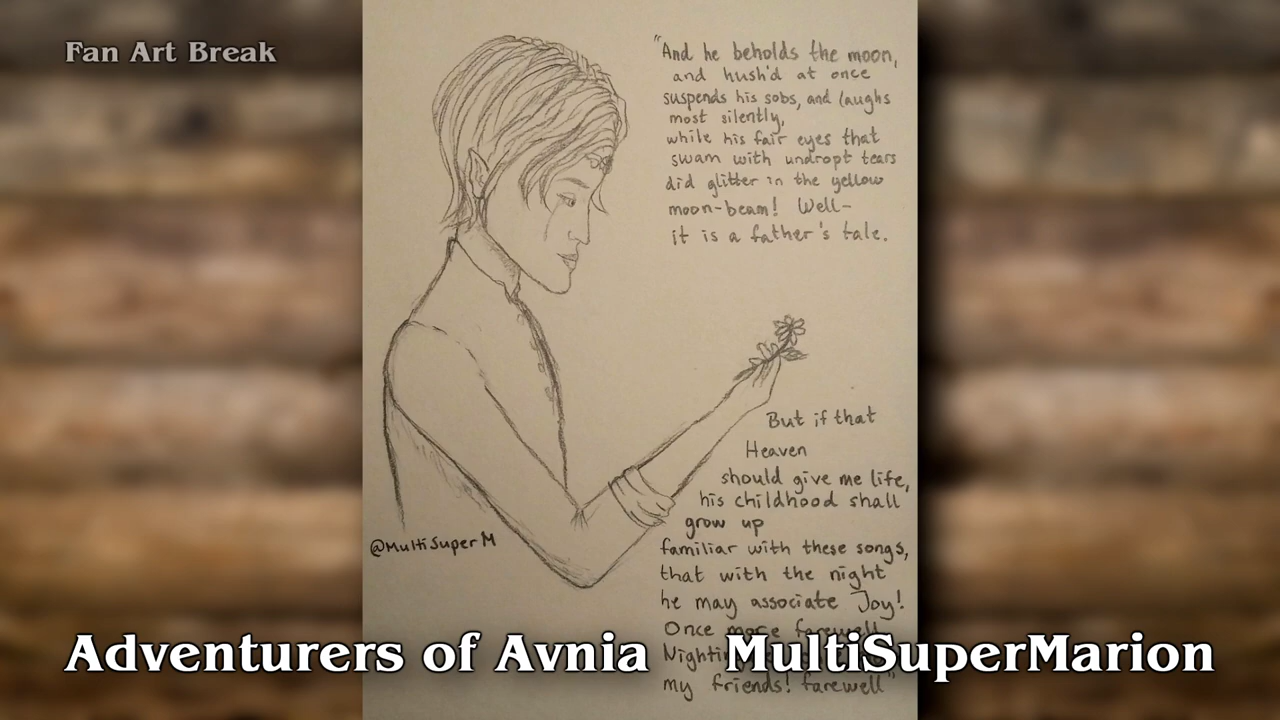 Fan Art Break
"And he beholds the moon,
and hush'd at once
suspends his sobs, and laughs
most silently,
while his fair eyes that
swam with undropt tears
did glitter in the yellow
moon-beam! Well-
it is a father's tale.
But if that
Heaven
should give me life,
his childhood shall
grow up
familiar with these songs,
that with the night
he may associate Joy!
Once more farewell
my friends! farewell"
@MultiSuperM
Adventurers of Avnia
MultiSuperMarion